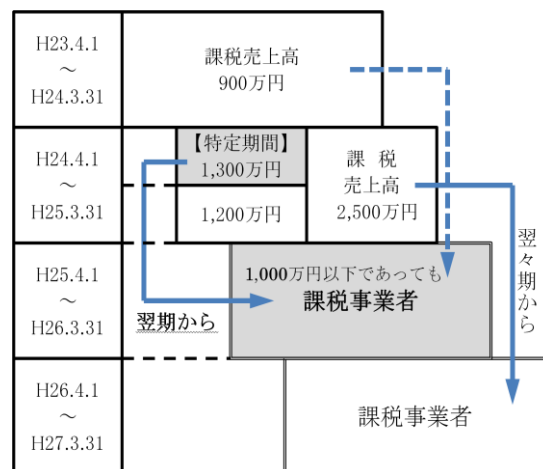 H23.4.1
～
H24.3.31
課税売上高
900万円
H24.4.1
～
H25.3.31
【特定期間】
1,300万円
1,200万円
課 税
売上高
2,500万円
H25.4.1
～
H26.3.31
1,000万円以下であっても
課税事業者
翌期から
翌々期から
H26.4.1
～
H27.3.31
課税事業者